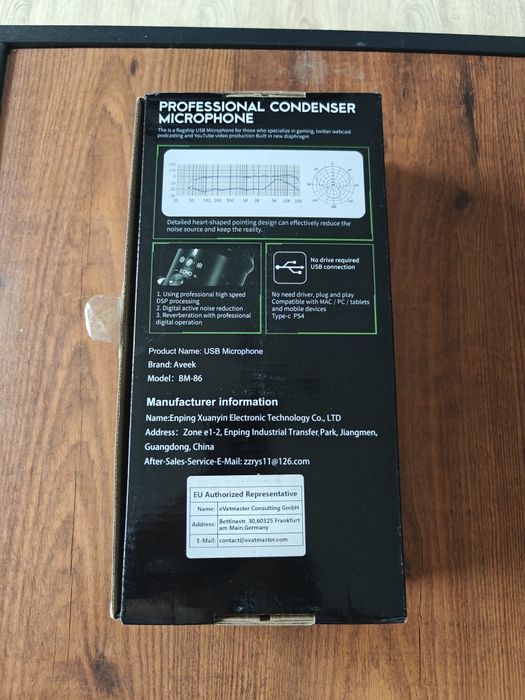 PROFESSIONAL CONDENSER
MICROPHONE
The is a flagship USB Microphone for those who specialize in gaming, twitter webcast
podcasting and YouTube video production Built in new diaphragm
Detailed heart-shaped pointing design can effectively reduce the
noise source and keep the reality.
- ECHO +
1. Using professional high speed
DSP processing
2. Digital active noise reduction
3. Reverberation with professional
digital operation
No drive required
USB connection
No need driver, plug and play
Compatible with MAC / PC / tablets
and mobile devices
Type-c PS4
Product Name: USB Microphone
Brand: Aveek
Model: BM-86
Manufacturer information
Name:Enping Xuanyin Electronic Technology Co., LTD
Address: Zone e1-2, Enping Industrial Transfer Park, Jiangmen,
Guangdong, China
After-Sales-Service-E-Mail: zzrys11@126.com
EU Authorized Representative
Name: eVatmaster Consulting GmbH
Address: Bettinastr. 30,60325 Frankfurt
am Main,Germany
E-Mail: contact@evatmaster.com